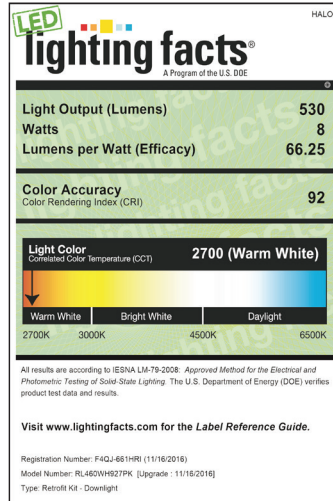 HALO
LED
lighting facts®
A Program of the U.S. DOE
Light Output (Lumens) 530
Watts 8
Lumens per Watt (Efficacy) 66.25
Color Accuracy 92
Color Rendering Index (CRI)
Light Color 2700 (Warm White)
Correlated Color Temperature (CCT)
Warm White Bright White Daylight
2700K 3000K 4500K 6500K
All results are according to IESNA LM-79-2008: Approved Method for the Electrical and
Photometric Testing of Solid-State Lighting. The U.S. Department of Energy (DOE) verifies
product test data and results.
Visit www.lightingfacts.com for the Label Reference Guide.
Registration Number: F4QJ-661HRI (11/16/2016)
Model Number: RL460WH927PK [Upgrade : 11/16/2016]
Type: Retrofit Kit - Downlight